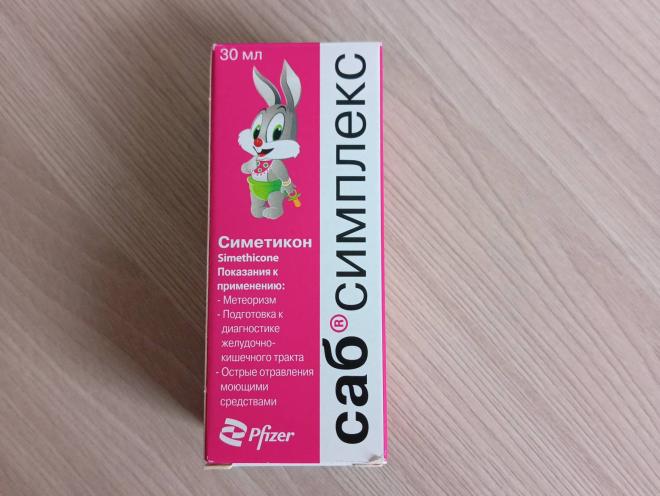 30 мл
Симетикон
Simethicone
Показания к
применению:
- Метеоризм
- Подготовка к
диагностике
желудочно-
кишечного тракта
- Острые отравления
моющими
средствами
Pfizer
саб®симплекс